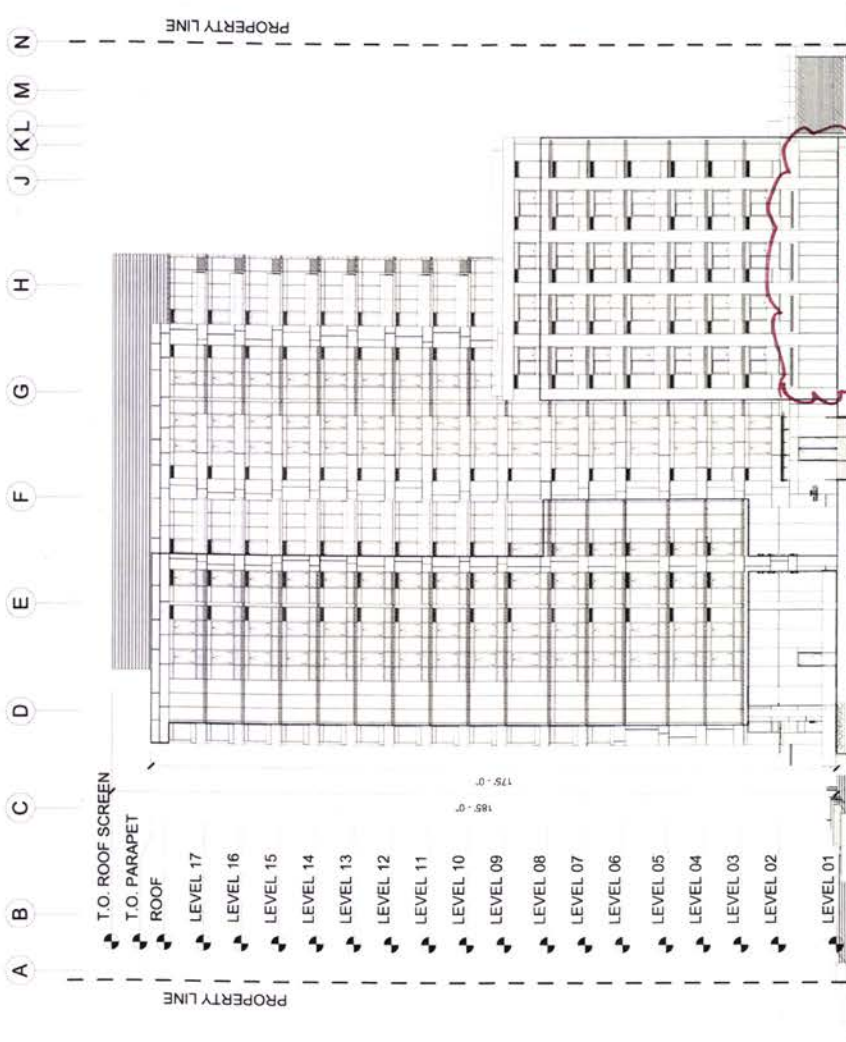 PROPERTY LINE
N
M
L
K
J
H
G
F
E
D
C
B
A
T.O. ROOF SCREEN
T.O. PARAPET
ROOF
LEVEL 17
LEVEL 16
LEVEL 15
LEVEL 14
LEVEL 13
LEVEL 12
LEVEL 11
LEVEL 10
LEVEL 09
LEVEL 08
LEVEL 07
LEVEL 06
LEVEL 05
LEVEL 04
LEVEL 03
LEVEL 02
LEVEL 01
175' - 0"
185' - 0"
PROPERTY LINE